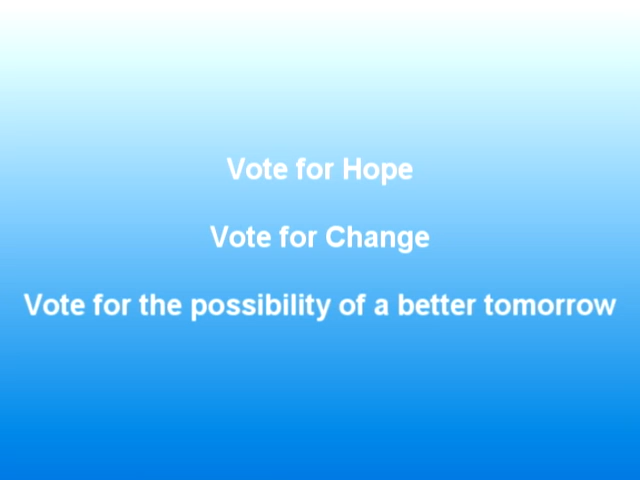 Vote for Hope
Vote for Change
Vote for the possibility of a better tomorrow